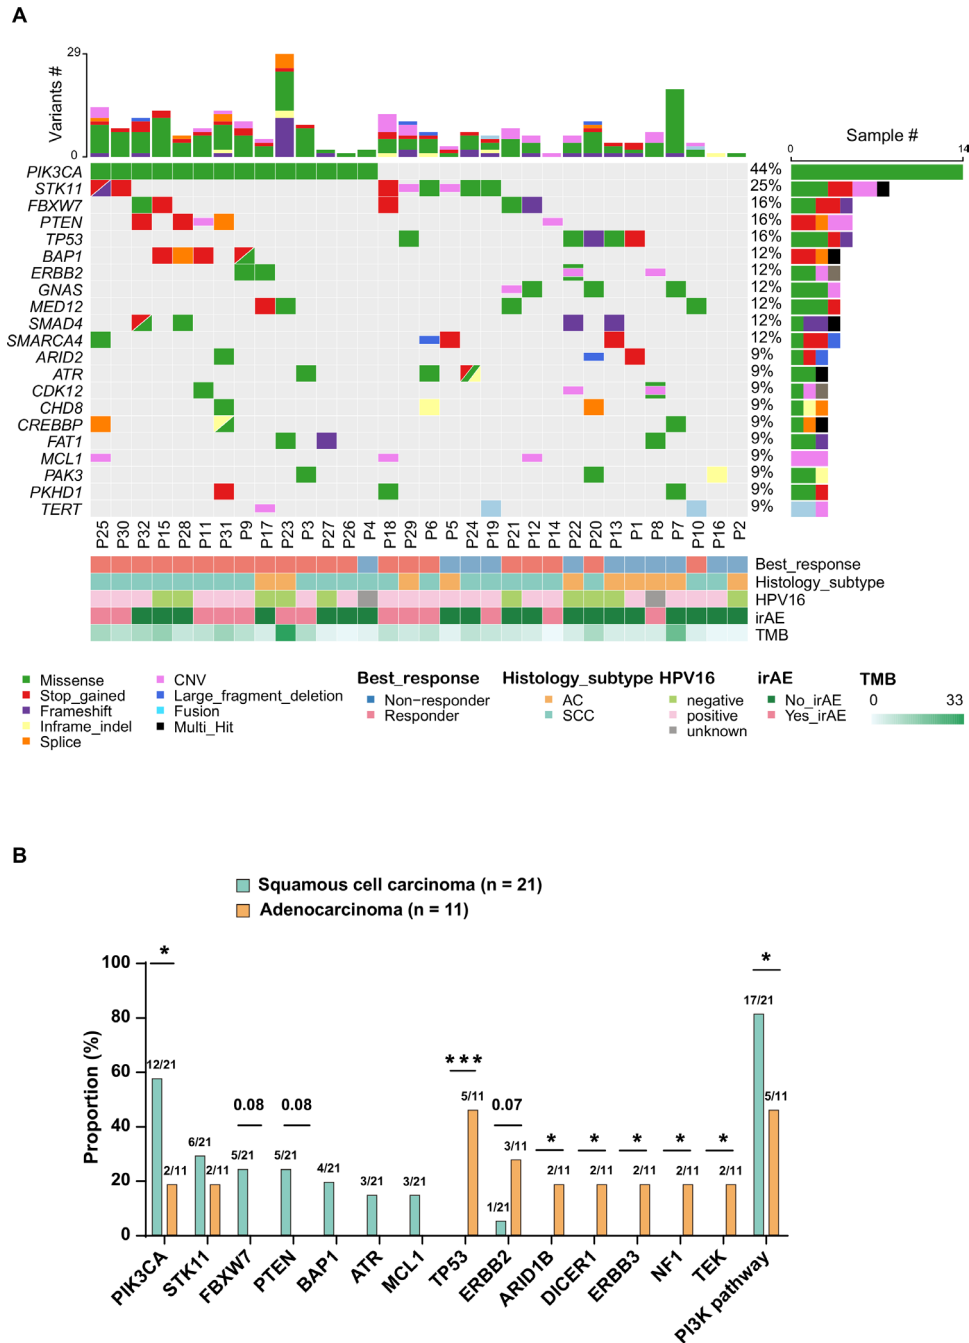 A
29
Variants #
0
Sample #
0 14
PIK3CA 44%
STK11 25%
FBXW7 16%
PTEN 16%
TP53 16%
BAP1 12%
ERBB2 12%
GNAS 12%
MED12 12%
SMAD4 12%
SMARCA4 12%
ARID2 9%
ATR 9%
CDK12 9%
CHD8 9%
CREBBP 9%
FAT1 9%
MCL1 9%
PAK3 9%
PKHD1 9%
TERT 9%
P25 P30 P32 P15 P28 P11 P31 P9 P17 P23 P3 P27 P26 P4 P18 P29 P6 P5 P24 P19 P21 P12 P14 P22 P20 P13 P1 P8 P7 P10 P16 P2
Best_response
Histology_subtype
HPV16
irAE
TMB
Missense
Stop_gained
Frameshift
Inframe_indel
Splice
CNV
Large_fragment_deletion
Fusion
Multi_Hit
Best_response
Non-responder
Responder
Histology_subtype
AC
SCC
HPV16
negative
positive
unknown
irAE
No_irAE
Yes_irAE
TMB
0 33
B
Squamous cell carcinoma (n = 21)
Adenocarcinoma (n = 11)
Proportion (%)
100
80
60
40
20
0
* 0.08 0.08 *** 0.07 * * * * * *
12/21 2/11 6/21 2/11 5/21 5/21 4/21 3/21 3/21 5/11 1/21 3/11 2/11 2/11 2/11 2/11 2/11 17/21 5/11
PIK3CA STK11 FBXW7 PTEN BAP1 ATR MCL1 TP53 ERBB2 ARID1B DICER1 ERBB3 NF1 TEK PI3K pathway